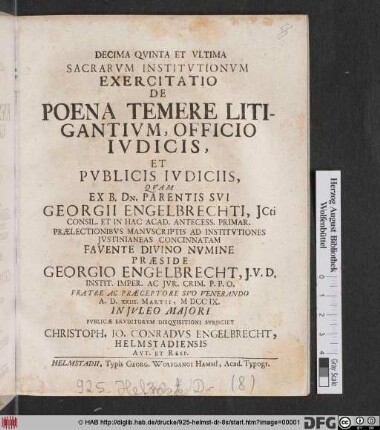 DECIMA QVINTA ET VLTIMA
SACRARVM INSTITVTIONVM
EXERCITATIO
DE
POENA TEMERE LITI-
GANTIVM, OFFICIO
IVDICIS,
ET
PVBLICIS IVDICIIS,
QVAM
EX B. DN. PARENTIS SVI
GEORGII ENGELBRECHTI, JCti
CONSIL. ET IN HAC ACAD. ANTECESS. PRIMAR.
PRÆLECTIONIBVS MANVSCRIPTIS AD INSTITVTIONES
JVSTINIANEAS CONCINNATAM
FAVENTE DIVINO NVMINE
PRÆSIDE
GEORGIO ENGELBRECHT, J.V.D.
INSTIT. IMPER. AC JVR. CRIM. P. P. O.
FRATRE AC PRÆCEPTORE SVO VENERANDO
A. D. XXIII. MARTII, M DCC IX.
IN JVLEO MAJORI
PVBLICÆ ERVDITORVM DISQVISITIONI SVBJICIET
CHRISTOPH. JO. CONRADVS ENGELBRECHT,
HELMSTADIENSIS
AVT. ET RESP.
HELMSTADII, Typis GEORG. WOLFGANGI HAMMI, Acad. Typogr.
925. Helmst. Dr. (8)
Herzog August Bibliothek
Wolfenbüttel
© HAB http://diglib.hab.de/drucke/925-helmst-dr-8s/start.htm?image=00001
DFG